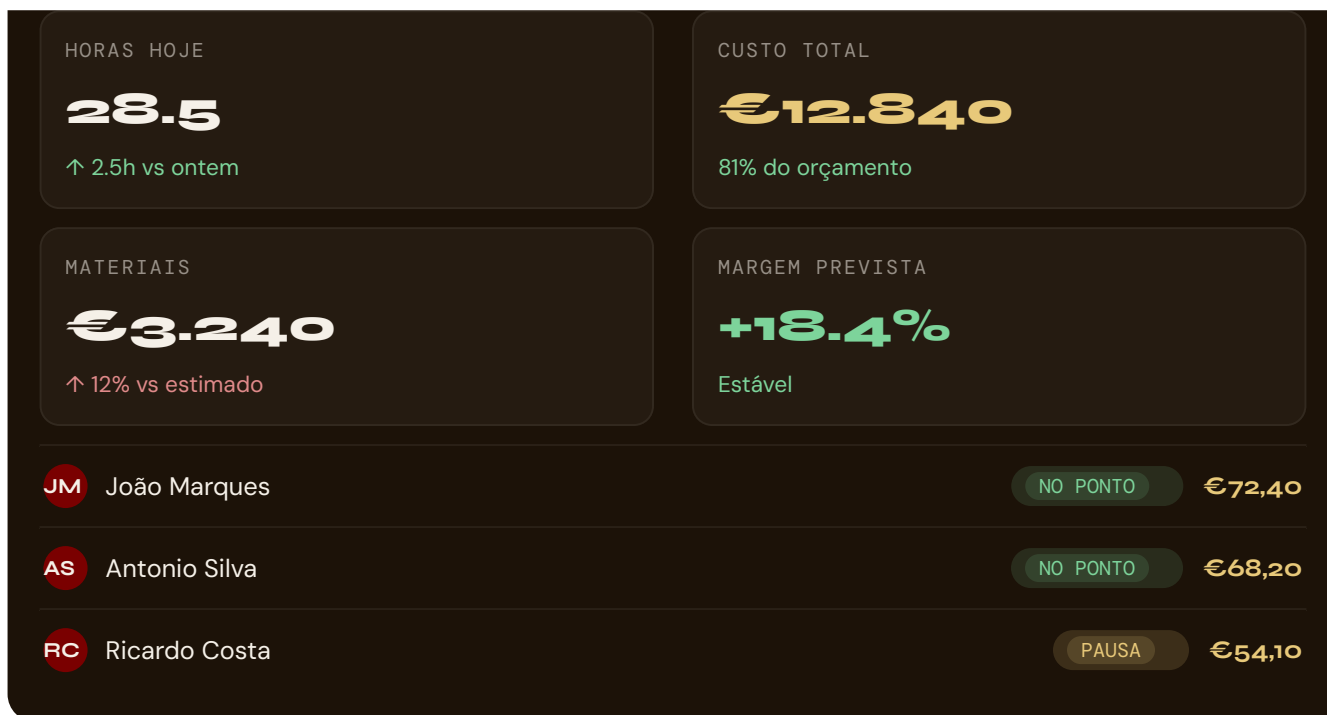 HORAS HOJE
28.5
↑ 2.5h vs ontem
CUSTO TOTAL
€12.840
81% do orçamento
MATERIAIS
€3.240
↑ 12% vs estimado
MARGEM PREVISTA
+18.4%
Estável
JM João Marques NO PONTO €72,40
AS Antonio Silva NO PONTO €68,20
RC Ricardo Costa PAUSA €54,10